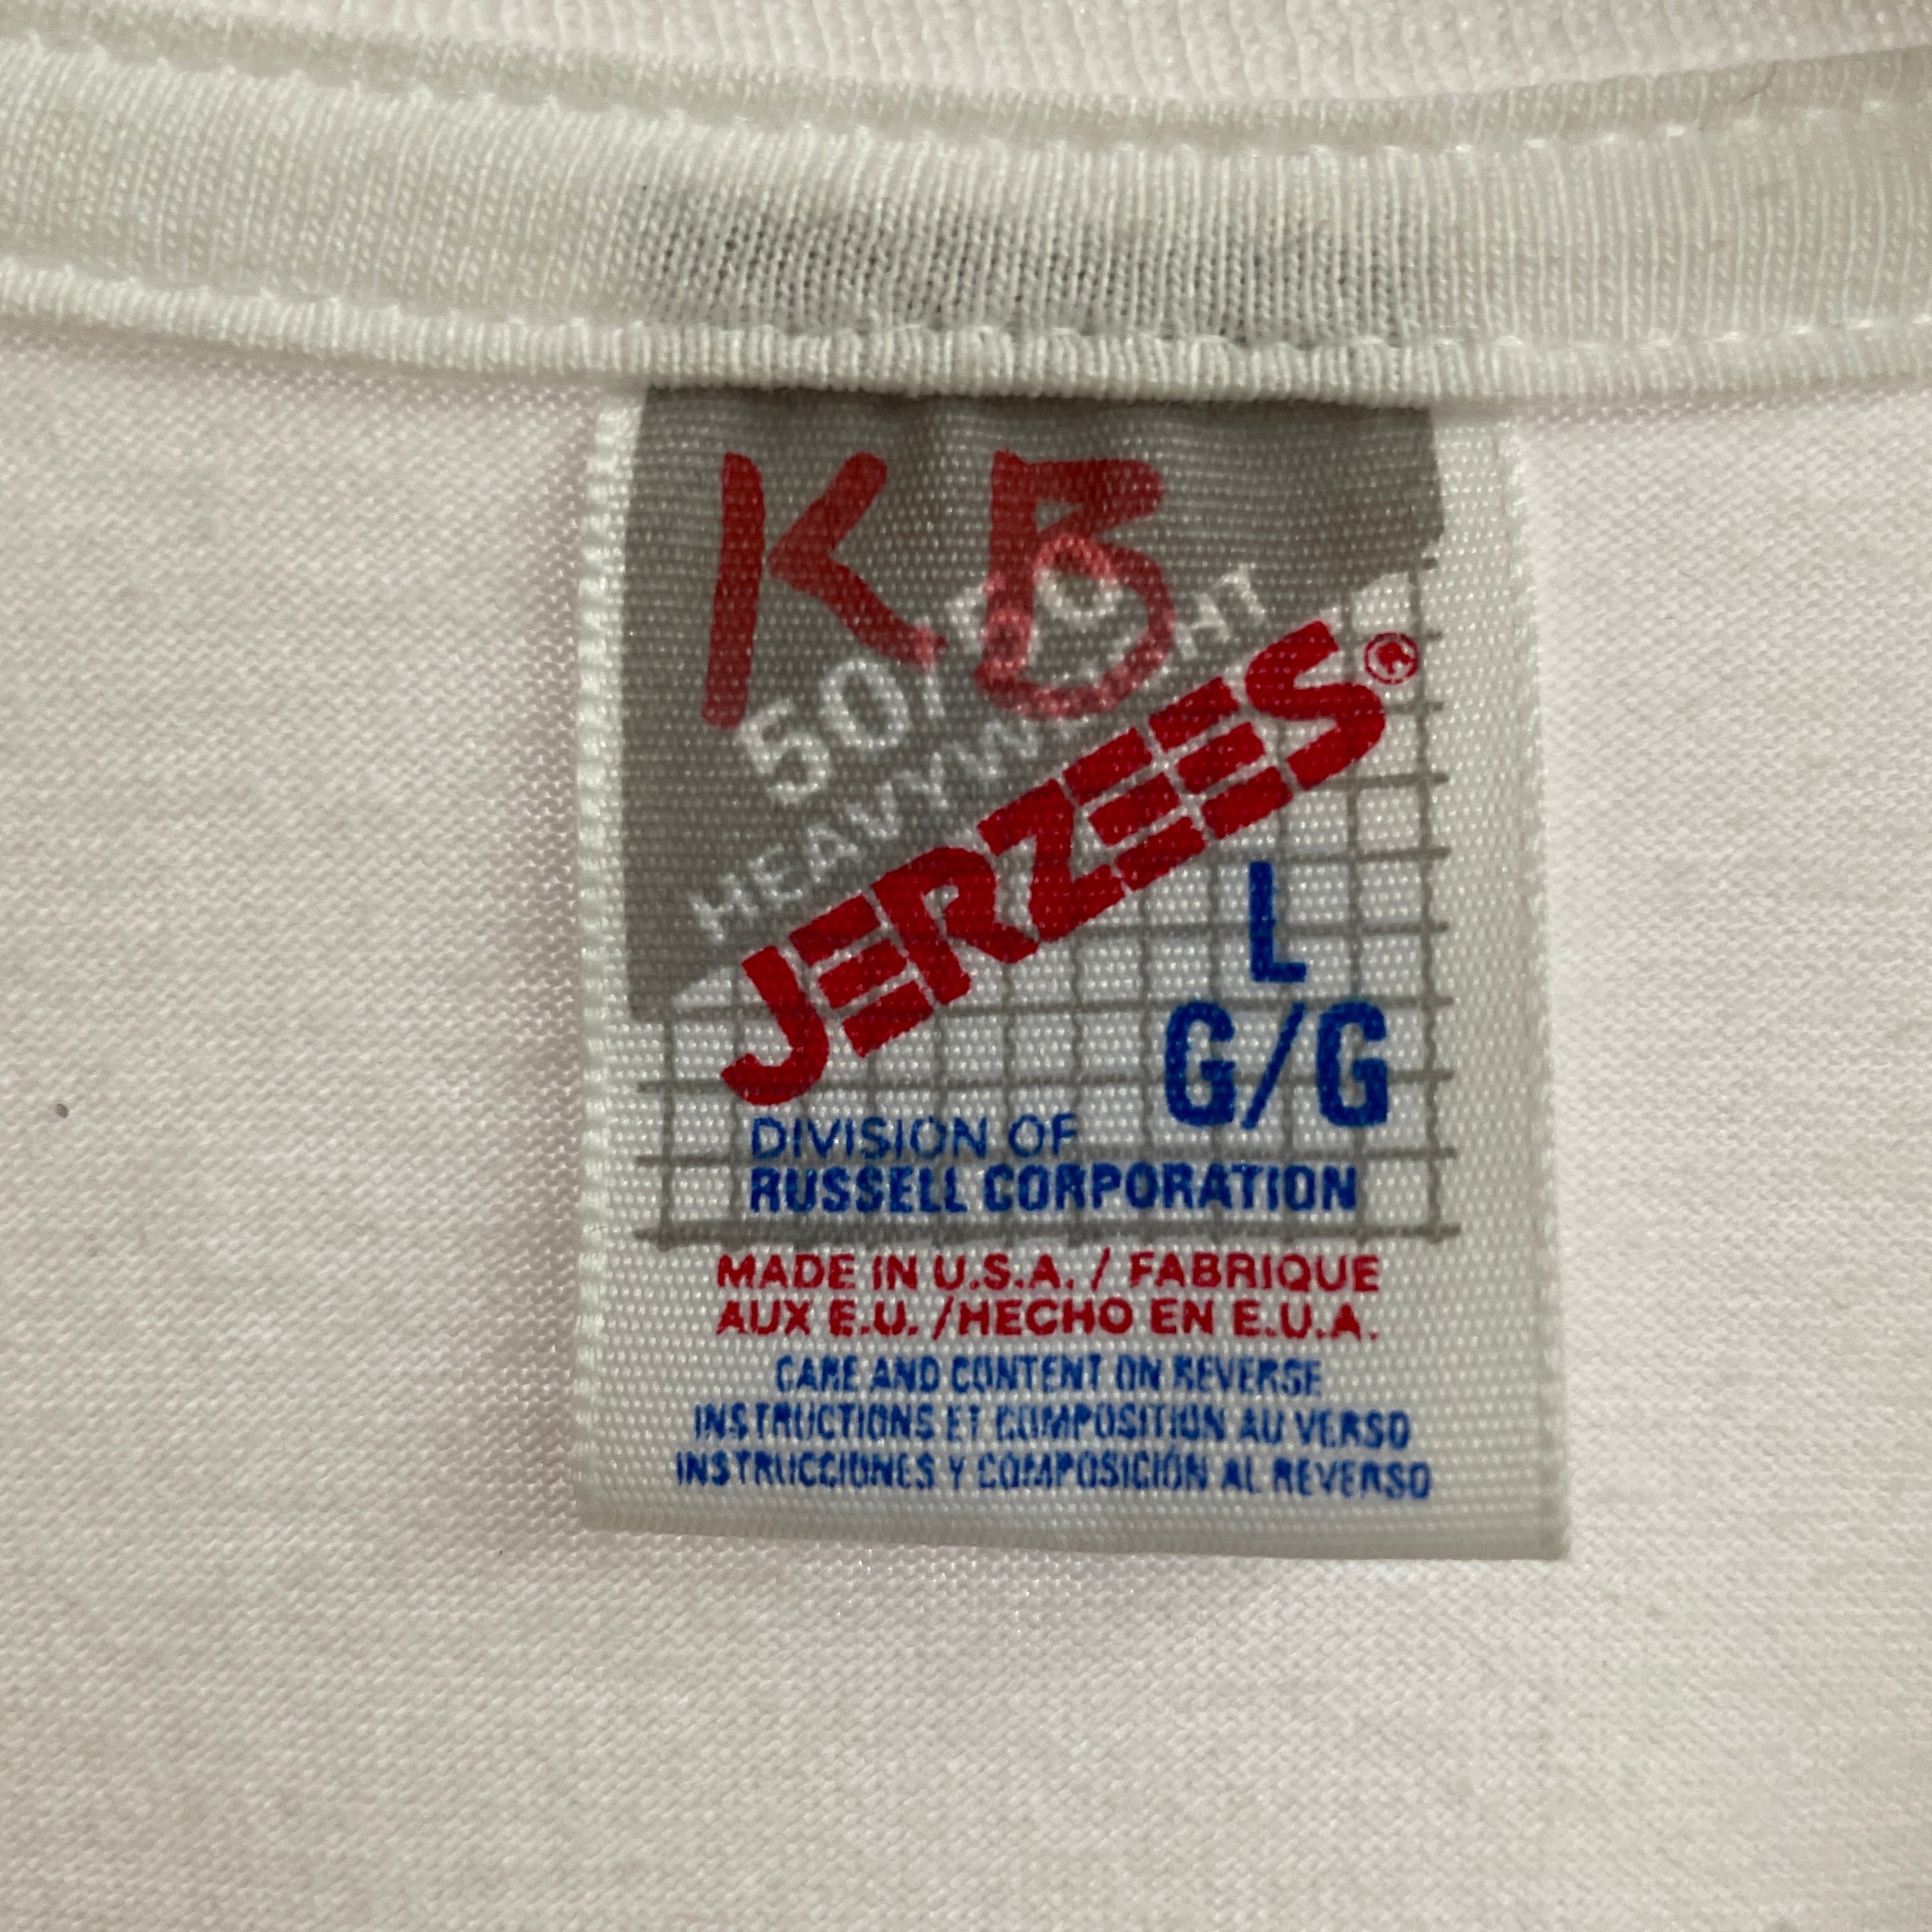 KB
50/50
HEAVYWEIGHT
JERZEES®
L
G/G
DIVISION OF
RUSSELL CORPORATION
MADE IN U.S.A. / FABRIQUE
AUX E.U. /HECHO EN E.U.A.
CARE AND CONTENT ON REVERSE
INSTRUCTIONS ET COMPOSITION AU VERSO
INSTRUCCIONES Y COMPOSICIÓN AL REVERSO